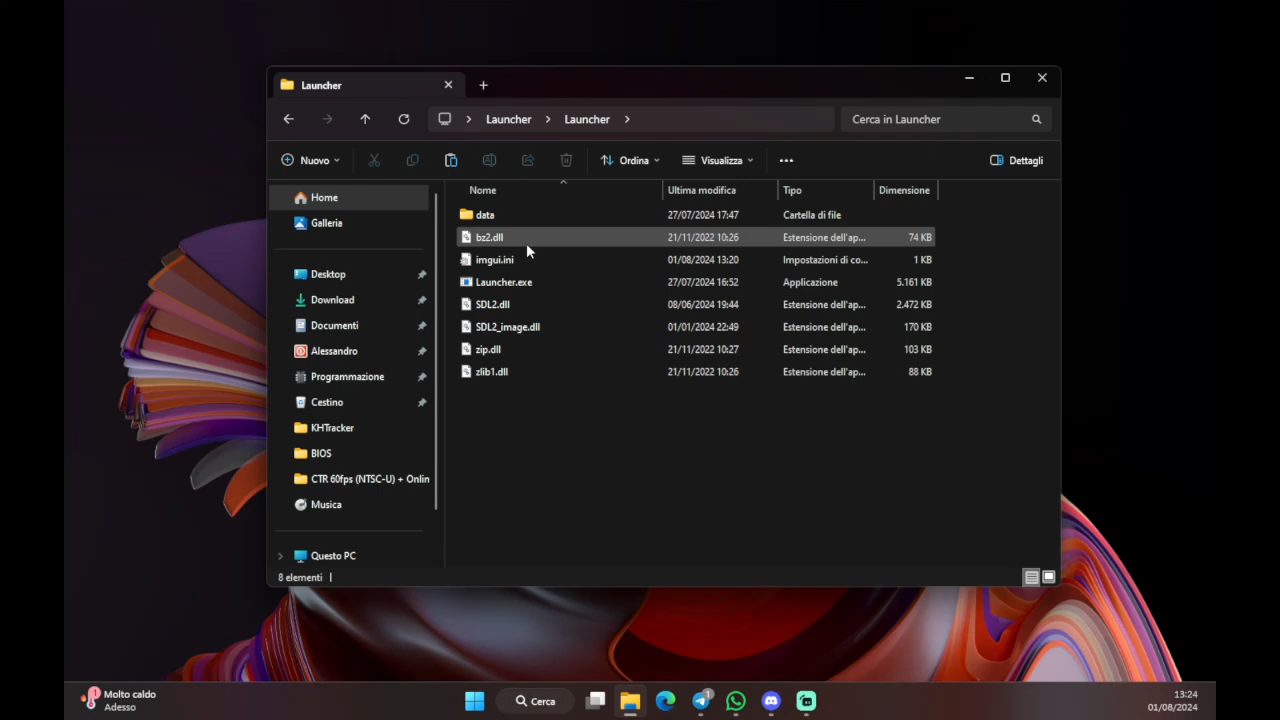 Launcher
Launcher > Launcher >
Cerca in Launcher
Nuovo
Ordina
Visualizza
Dettagli
Nome Ultima modifica Tipo Dimensione
Home
Galleria
Desktop
Download
Documenti
Alessandro
Programmazione
Cestino
KHTracker
BIOS
CTR 60fps (NTSC-U) + Onlin
Musica
Questo PC
data 27/07/2024 17:47 Cartella di file
bz2.dll 21/11/2022 10:26 Estensione dell'ap... 74 KB
imgui.ini 01/08/2024 13:20 Impostazioni di co... 1 KB
Launcher.exe 27/07/2024 16:52 Applicazione 5.161 KB
SDL2.dll 08/06/2024 19:44 Estensione dell'ap... 2.472 KB
SDL2_image.dll 01/01/2024 22:49 Estensione dell'ap... 170 KB
zip.dll 21/11/2022 10:27 Estensione dell'ap... 103 KB
zlib1.dll 21/11/2022 10:26 Estensione dell'ap... 88 KB
8 elementi
1
Molto caldo
Adesso
Cerca
1
13:24
01/08/2024